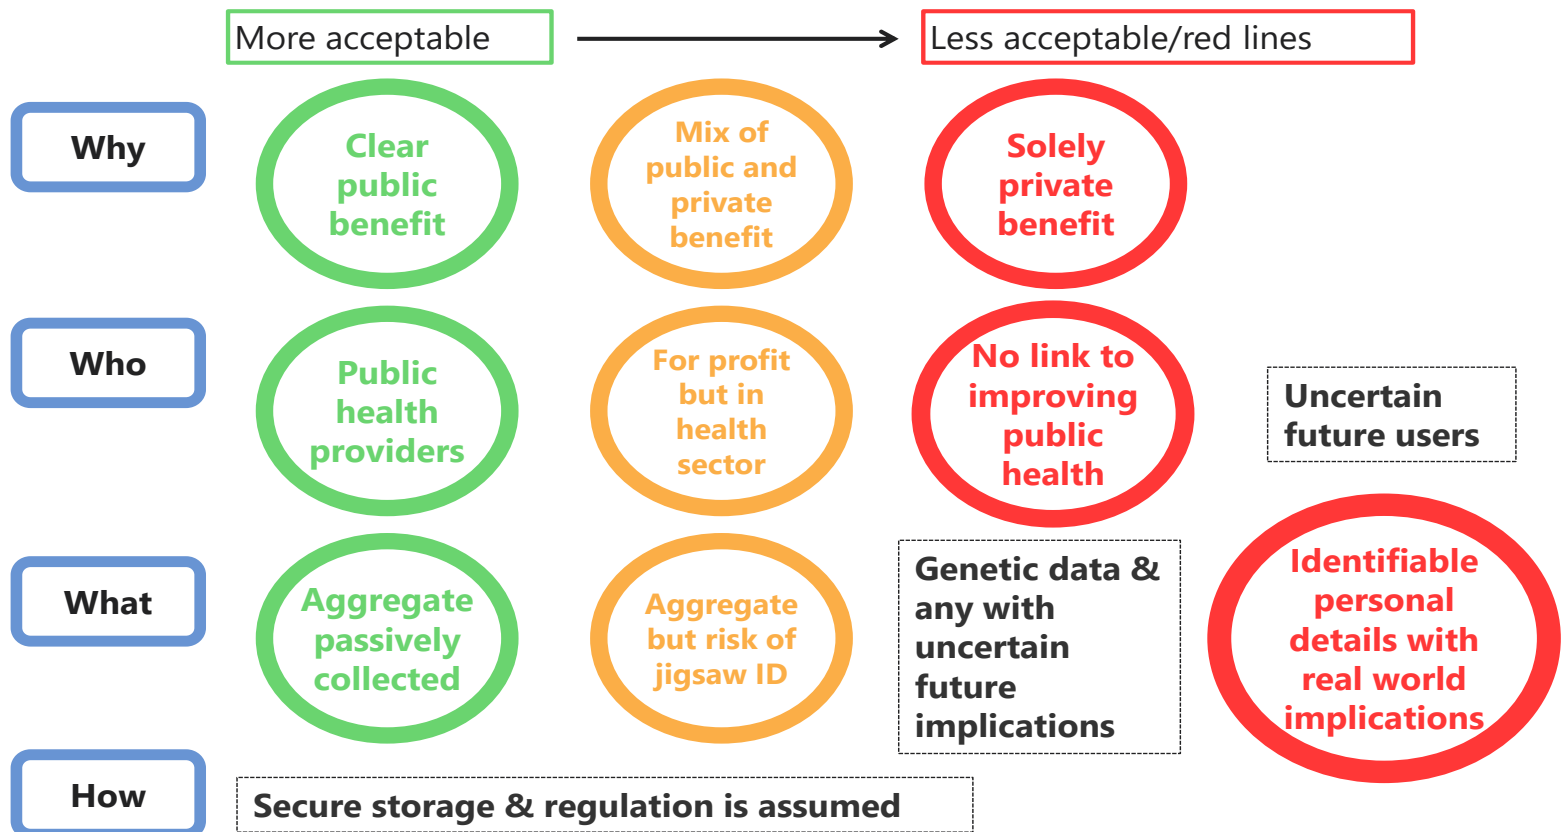 More acceptable
Less acceptable/red lines
Why
Clear
public
benefit
Mix of
public and
private
benefit
Solely
private
benefit
Who
Public
health
providers
For profit
but in
health
sector
No link to
improving
public
health
Uncertain
future users
What
Aggregate
passively
collected
Aggregate
but risk of
jigsaw ID
Genetic data &
any with
uncertain
future
implications
Identifiable
personal
details with
real world
implications
How
Secure storage & regulation is assumed